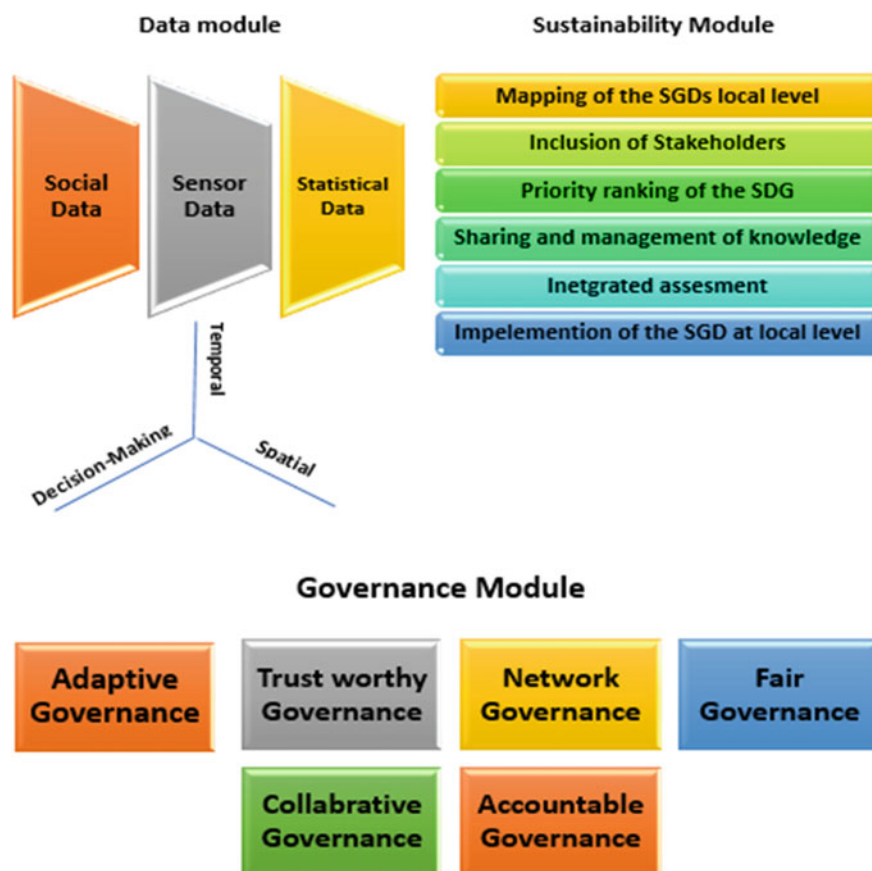 Data module
Social
Data
Sensor
Data
Statistical
Data
Temporal
Decision-Making
Spatial
Sustainability Module
Mapping of the SGDs local level
Inclusion of Stakeholders
Priority ranking of the SDG
Sharing and management of knowledge
Inetgrated assesment
Impelemention of the SGD at local level
Governance Module
Adaptive
Governance
Trust worthy
Governance
Network
Governance
Fair
Governance
Collabrative
Governance
Accountable
Governance